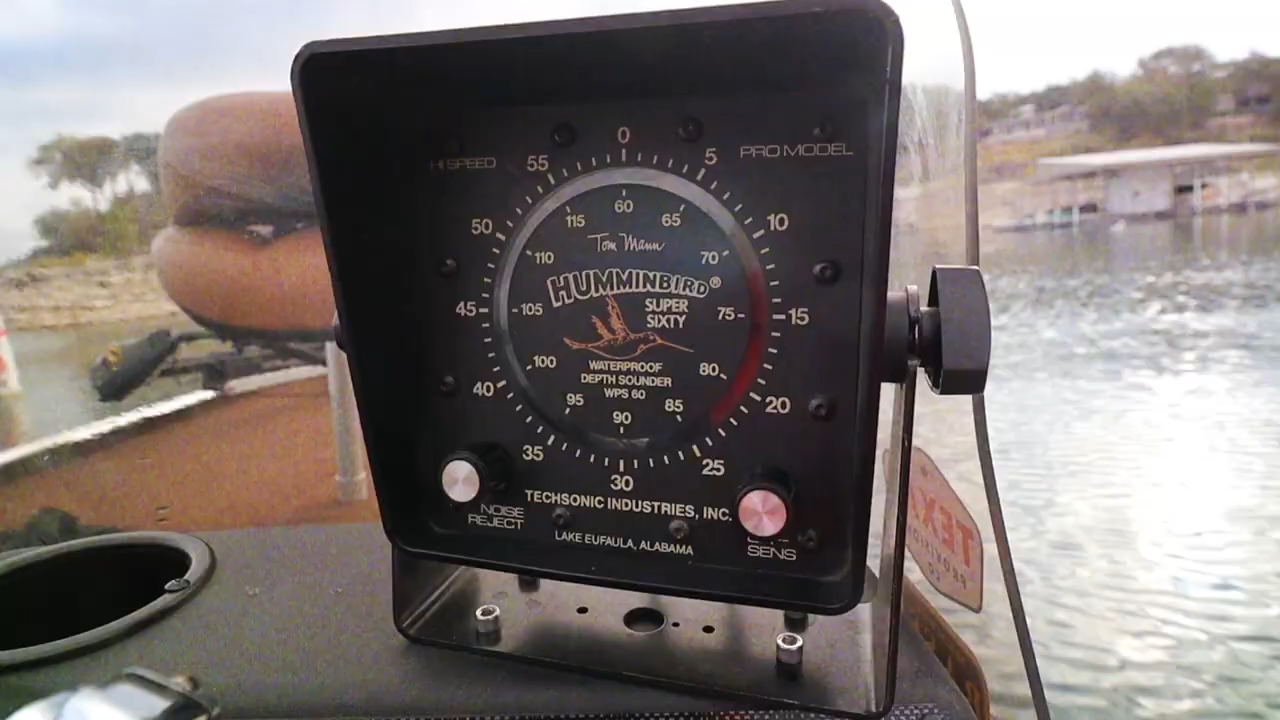 HI SPEED
PRO MODEL
0
5
10
15
20
25
30
35
40
45
50
55
60
65
70
75
80
85
90
95
100
105
110
115
Tom Mann
HUMMINBIRD®
SUPER
SIXTY
WATERPROOF
DEPTH SOUNDER
WPS 60
TECHSONIC INDUSTRIES, INC.
LAKE EUFAULA, ALABAMA
NOISE
REJECT
SENS
TEX